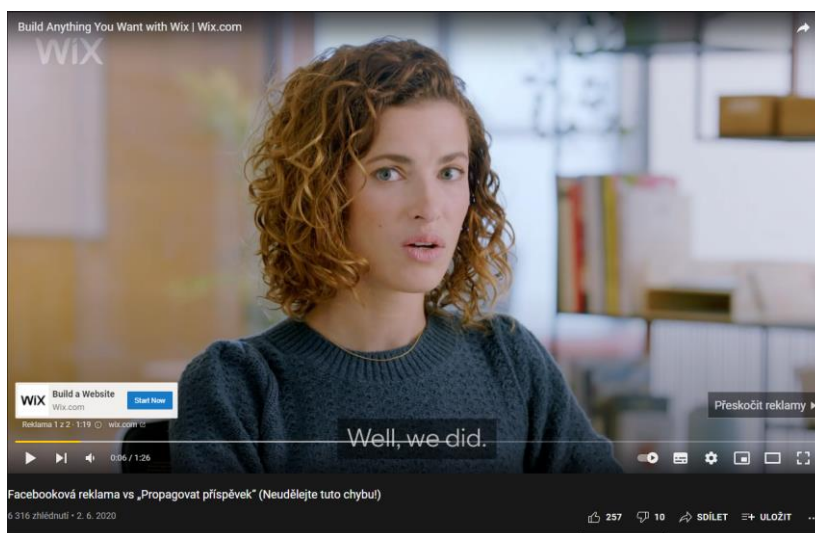 Build Anything You Want with Wix | Wix.com
WiX
WiX
Build a Website
Wix.com
Start Now
Přeskočit reklamy
Reklama 1 z 2 · 1:19 wix.com
Well, we did.
0:06 / 1:26
Facebooková reklama vs „Propagovat příspěvek“ (Neudělejte tuto chybu!)
6 316 zhlédnutí • 2. 6. 2020
257
10
SDÍLET
ULOŽIT